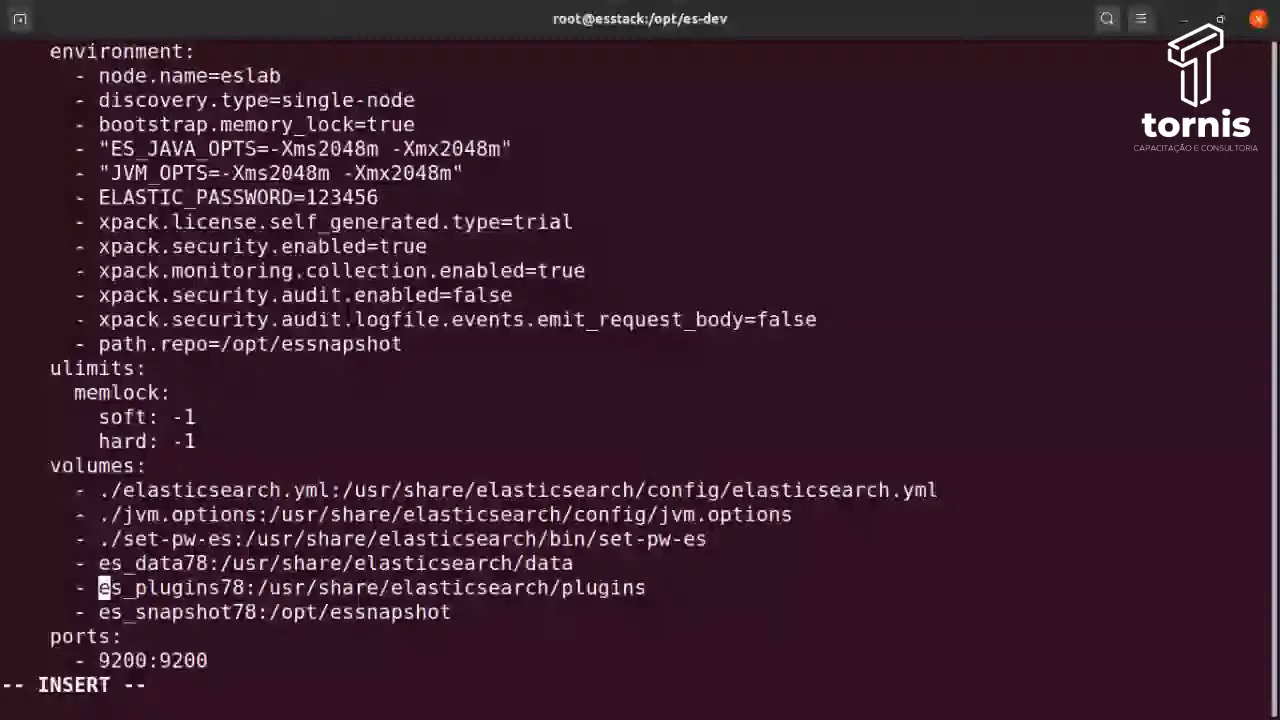 root@esstack:/opt/es-dev
tornis
CAPACITAÇÃO E CONSULTORIA
environment:
- node.name=eslab
- discovery.type=single-node
- bootstrap.memory_lock=true
- "ES_JAVA_OPTS=-Xms2048m -Xmx2048m"
- "JVM_OPTS=-Xms2048m -Xmx2048m"
- ELASTIC_PASSWORD=123456
- xpack.license.self_generated.type=trial
- xpack.security.enabled=true
- xpack.monitoring.collection.enabled=true
- xpack.security.audit.enabled=false
- xpack.security.audit.logfile.events.emit_request_body=false
- path.repo=/opt/essnapshot
ulimits:
memlock:
soft: -1
hard: -1
volumes:
- ./elasticsearch.yml:/usr/share/elasticsearch/config/elasticsearch.yml
- ./jvm.options:/usr/share/elasticsearch/config/jvm.options
- ./set-pw-es:/usr/share/elasticsearch/bin/set-pw-es
- es_data78:/usr/share/elasticsearch/data
- es_plugins78:/usr/share/elasticsearch/plugins
- es_snapshot78:/opt/essnapshot
ports:
- 9200:9200
-- INSERT --